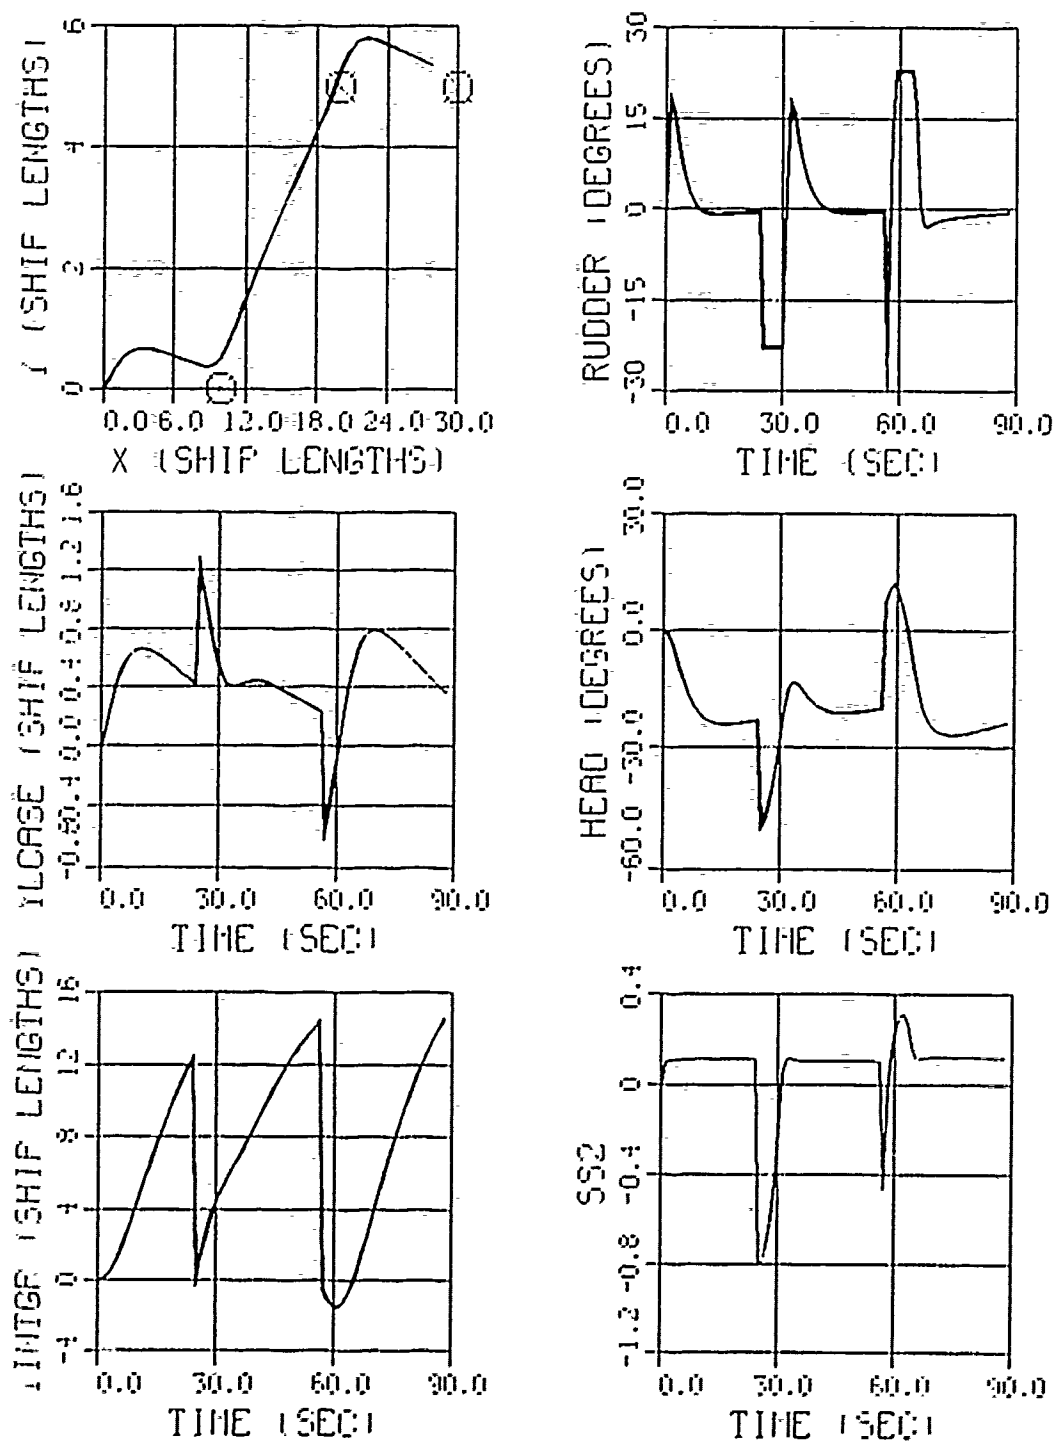 Y (SHIP LENGTHS)
6
4
2
0
0.0 6.0 12.0 18.0 24.0 30.0
X (SHIP LENGTHS)
RUDDER (DEGREES)
30
15
0
-15
-30
0.0 30.0 60.0 90.0
TIME (SEC)
YLCASE (SHIP LENGTHS)
1.6
1.2
0.8
0.4
0.0
-0.4
-0.8
0.0 30.0 60.0 90.0
TIME (SEC)
HEAD (DEGREES)
30.0
0.0
-30.0
-60.0
0.0 30.0 60.0 90.0
TIME (SEC)
YINTGR (SHIP LENGTHS)
16
12
8
4
0
-4
0.0 30.0 60.0 90.0
TIME (SEC)
SS2
0.4
0
-0.4
-0.8
-1.2
0.0 30.0 60.0 90.0
TIME (SEC)